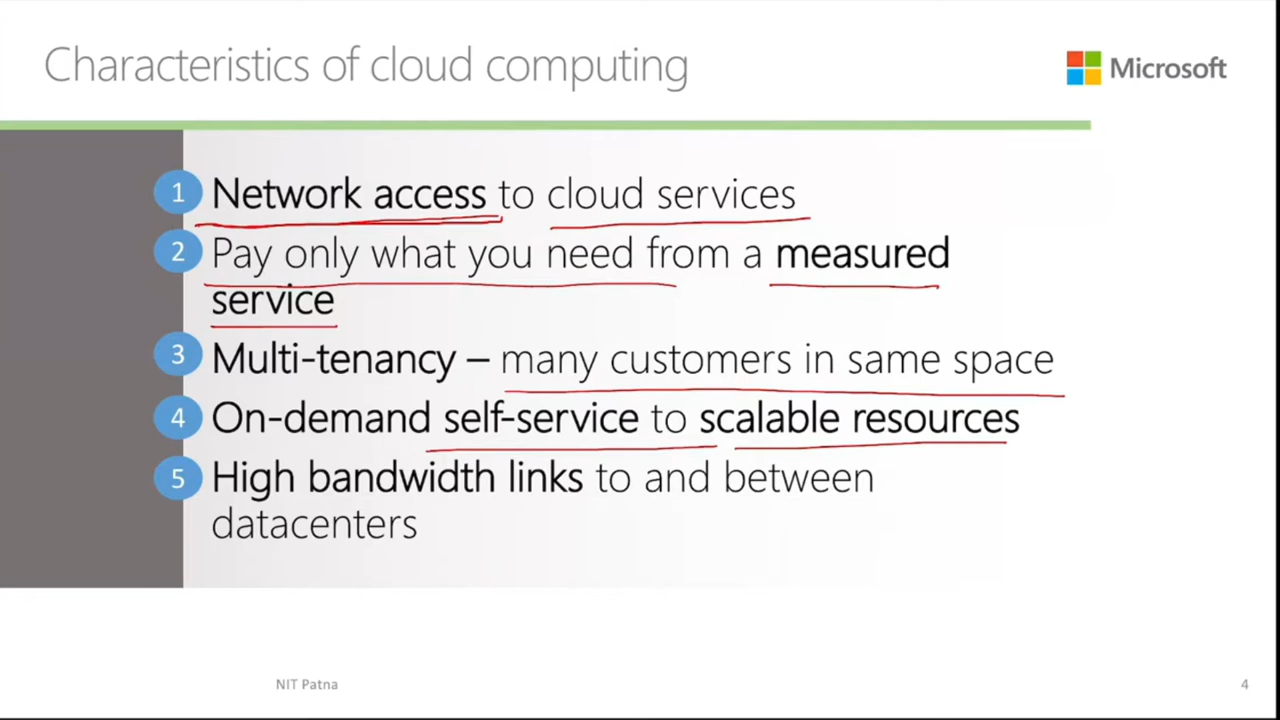 Characteristics of cloud computing
Microsoft
1 Network access to cloud services
2 Pay only what you need from a measured
service
3 Multi-tenancy – many customers in same space
4 On-demand self-service to scalable resources
5 High bandwidth links to and between
datacenters
NIT Patna
4